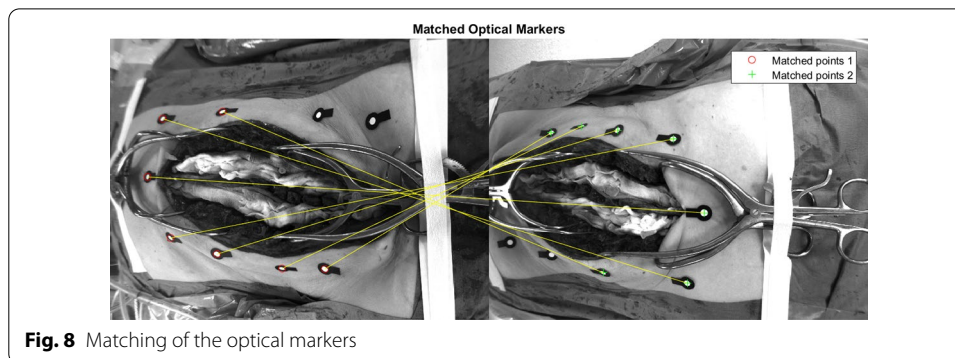 Matched Optical Markers
Matched points 1
Matched points 2
Fig. 8 Matching of the optical markers